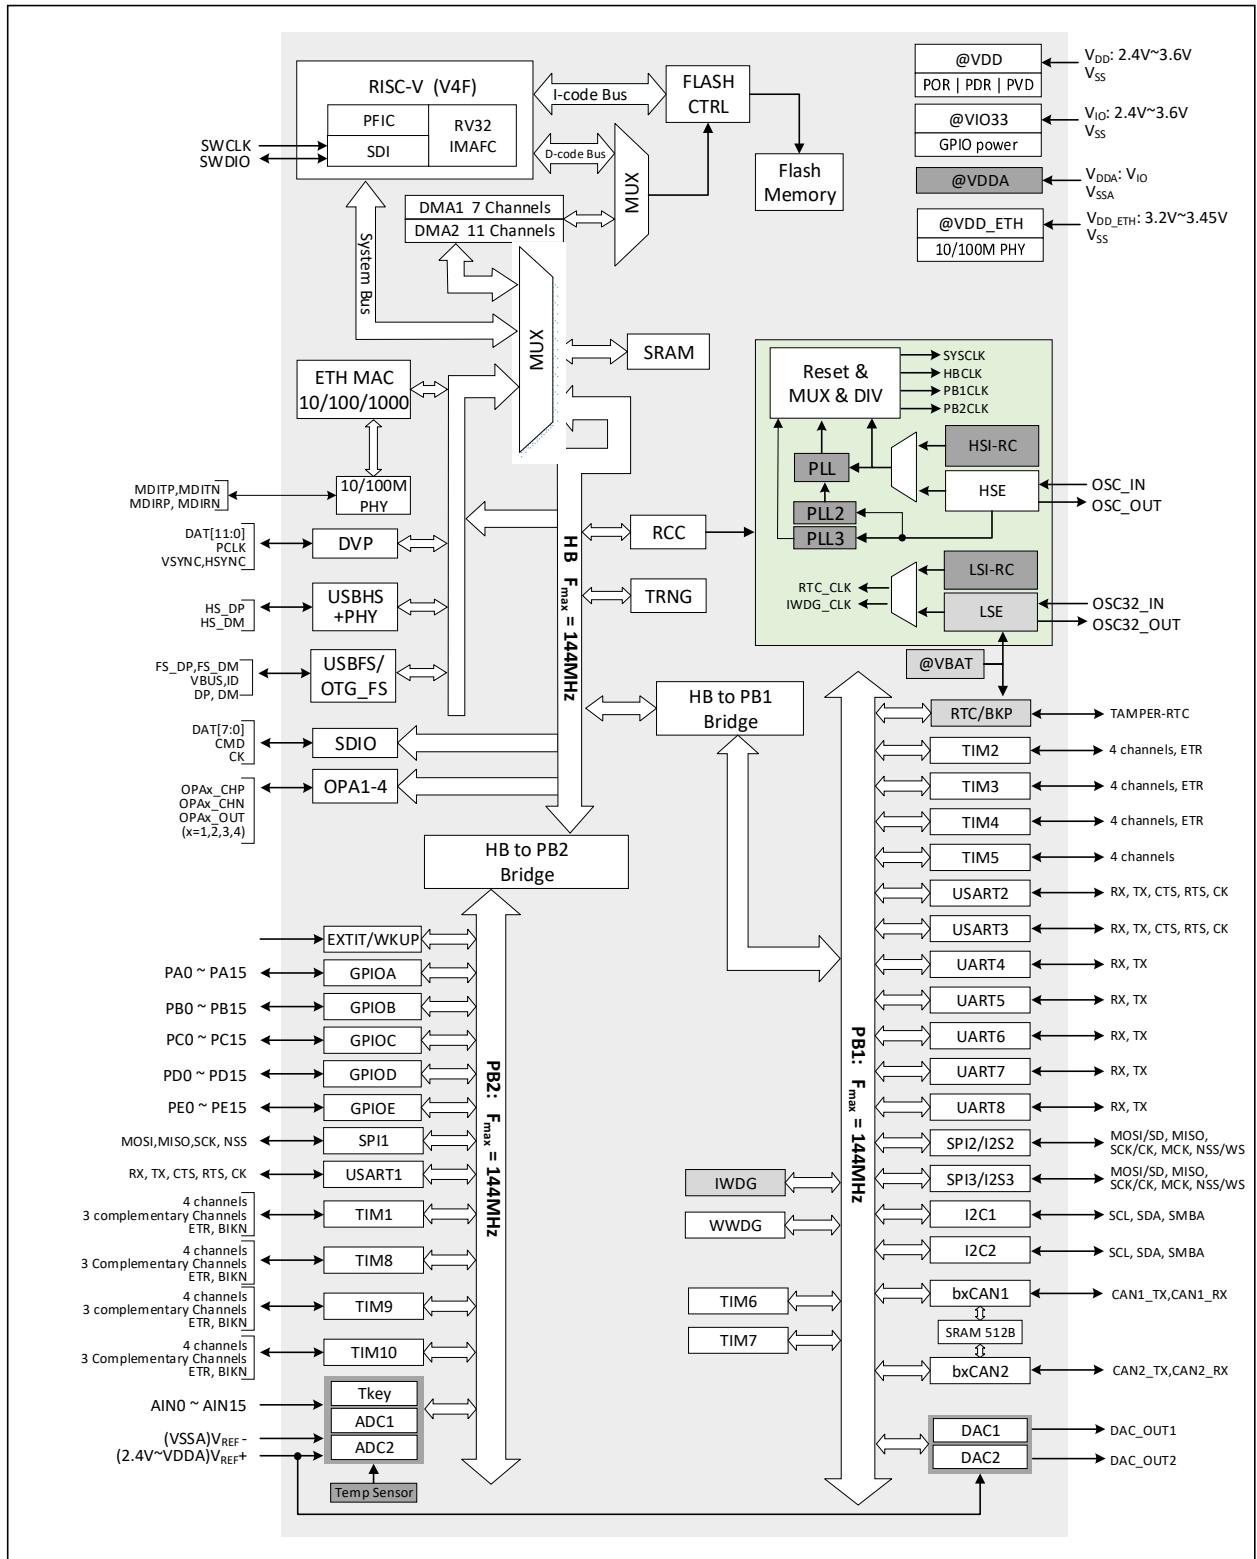 RISC-V (V4F)
PFIC
SDI
RV32
IMAFC
SWCLK
SWDIO
I-code Bus
D-code Bus
FLASH
CTRL
MUX
Flash
Memory
DMA1 7 Channels
DMA2 11 Channels
System Bus
MUX
SRAM
@VDD
POR | PDR | PVD
VDD: 2.4V~3.6V
VSS
@VIO33
GPIO power
VIO: 2.4V~3.6V
VSS
@VDDA
VDDA: VIO
VSSA
@VDD_ETH
10/100M PHY
VDD_ETH: 3.2V~3.45V
VSS
ETH MAC
10/100/1000
10/100M
PHY
MDITP,MDITN
MDIRP, MDIRN
DAT[11:0]
PCLK
VSYNC,HSYNC
DVP
HS_DP
HS_DM
USBHS
+PHY
FS_DP,FS_DM
VBUS,ID
DP, DM
USBFS/
OTG_FS
DAT[7:0]
CMD
CK
SDIO
OPAx_CHP
OPAx_CHN
OPAx_OUT
(x=1,2,3,4)
OPA1-4
HB Fmax = 144MHz
RCC
TRNG
Reset &
MUX & DIV
SYSCLK
HBCLK
PB1CLK
PB2CLK
PLL
PLL2
PLL3
HSI-RC
HSE
OSC_IN
OSC_OUT
RTC_CLK
IWDG_CLK
LSI-RC
LSE
OSC32_IN
OSC32_OUT
@VBAT
HB to PB1
Bridge
HB to PB2
Bridge
EXTIT/WKUP
PA0 ~ PA15
GPIOA
PB0 ~ PB15
GPIOB
PC0 ~ PC15
GPIOC
PD0 ~ PD15
GPIOD
PE0 ~ PE15
GPIOE
MOSI,MISO,SCK, NSS
SPI1
RX, TX, CTS, RTS, CK
USART1
4 channels
3 complementary Channels
ETR, BIKN
TIM1
4 channels
3 Complementary Channels
ETR, BIKN
TIM8
4 channels
3 complementary Channels
ETR, BIKN
TIM9
4 channels
3 Complementary Channels
ETR, BIKN
TIM10
AIN0 ~ AIN15
(VSSA)VREF-
(2.4V~VDDA)VREF+
Tkey
ADC1
ADC2
Temp Sensor
PB2: Fmax = 144MHz
IWDG
WWDG
TIM6
TIM7
PB1: Fmax = 144MHz
RTC/BKP
TAMPER-RTC
TIM2
4 channels, ETR
TIM3
4 channels, ETR
TIM4
4 channels, ETR
TIM5
4 channels
USART2
RX, TX, CTS, RTS, CK
USART3
RX, TX, CTS, RTS, CK
UART4
RX, TX
UART5
RX, TX
UART6
RX, TX
UART7
RX, TX
UART8
RX, TX
SPI2/I2S2
MOSI/SD, MISO,
SCK/CK, MCK, NSS/WS
SPI3/I2S3
MOSI/SD, MISO,
SCK/CK, MCK, NSS/WS
I2C1
SCL, SDA, SMBA
I2C2
SCL, SDA, SMBA
bxCAN1
CAN1_TX,CAN1_RX
SRAM 512B
bxCAN2
CAN2_TX,CAN2_RX
DAC1
DAC_OUT1
DAC2
DAC_OUT2